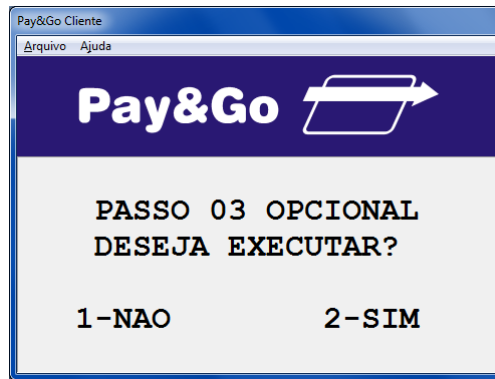 Pay&Go Cliente
Arquivo Ajuda
Pay&Go
PASSO 03 OPCIONAL
DESEJA EXECUTAR?
1-NAO 2-SIM